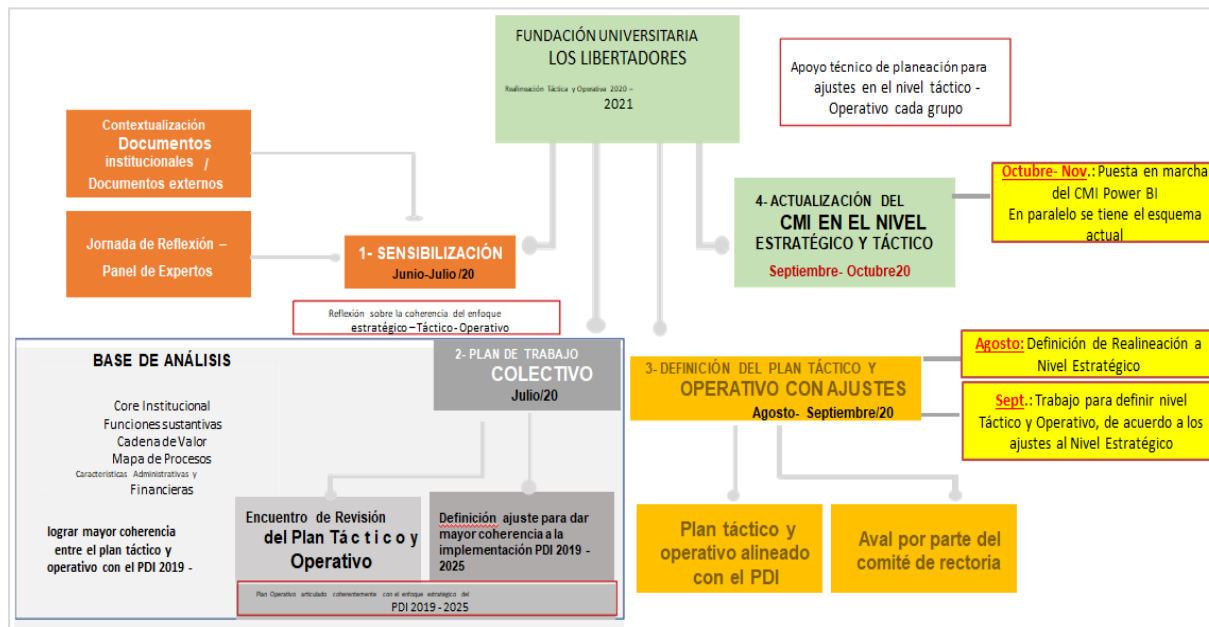 FUNDACIÓN UNIVERSITARIA
LOS LIBERTADORES
Realineación Táctica y Operativa 2020 –
2021
Apoyo técnico de planeación para
ajustes en el nivel táctico -
Operativo cada grupo
Contextualización
Documentos
institucionales /
Documentos externos
Jornada de Reflexión –
Panel de Expertos
1- SENSIBILIZACIÓN
Junio-Julio /20
4- ACTUALIZACIÓN DEL
CMI EN EL NIVEL
ESTRATÉGICO Y TÁCTICO
Septiembre- Octubre20
Octubre- Nov.: Puesta en marcha
del CMI Power BI
En paralelo se tiene el esquema
actual
Reflexión sobre la coherencia del enfoque
estratégico – Táctico - Operativo
BASE DE ANÁLISIS
Core Institucional
Funciones sustantivas
Cadena de Valor
Mapa de Procesos
Características Administrativas y
Financieras
lograr mayor coherencia
entre el plan táctico y
operativo con el PDI 2019 -
2- PLAN DE TRABAJO
COLECTIVO
Julio/20
Encuentro de Revisión
del Plan Táctico y
Operativo
Definición ajuste para dar
mayor coherencia a la
implementación PDI 2019 -
2025
Plan Operativo articulado coherentemente con el enfoque estratégico del
PDI 2019 - 2025
3- DEFINICIÓN DEL PLAN TÁCTICO Y
OPERATIVO CON AJUSTES
Agosto- Septiembre/20
Agosto: Definición de Realineación a
Nivel Estratégico
Sept.: Trabajo para definir nivel
Táctico y Operativo, de acuerdo a los
ajustes al Nivel Estratégico
Plan táctico y
operativo alineado
con el PDI
Aval por parte del
comité de rectoria